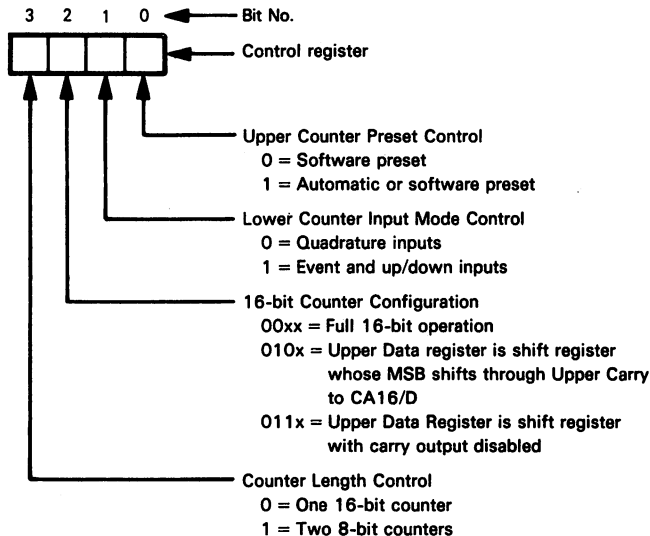 3 2 1 0 Bit No.
Control register
Upper Counter Preset Control
0 = Software preset
1 = Automatic or software preset
Lower Counter Input Mode Control
0 = Quadrature inputs
1 = Event and up/down inputs
16-bit Counter Configuration
00xx = Full 16-bit operation
010x = Upper Data register is shift register
whose MSB shifts through Upper Carry
to CA16/D
011x = Upper Data Register is shift register
with carry output disabled
Counter Length Control
0 = One 16-bit counter
1 = Two 8-bit counters